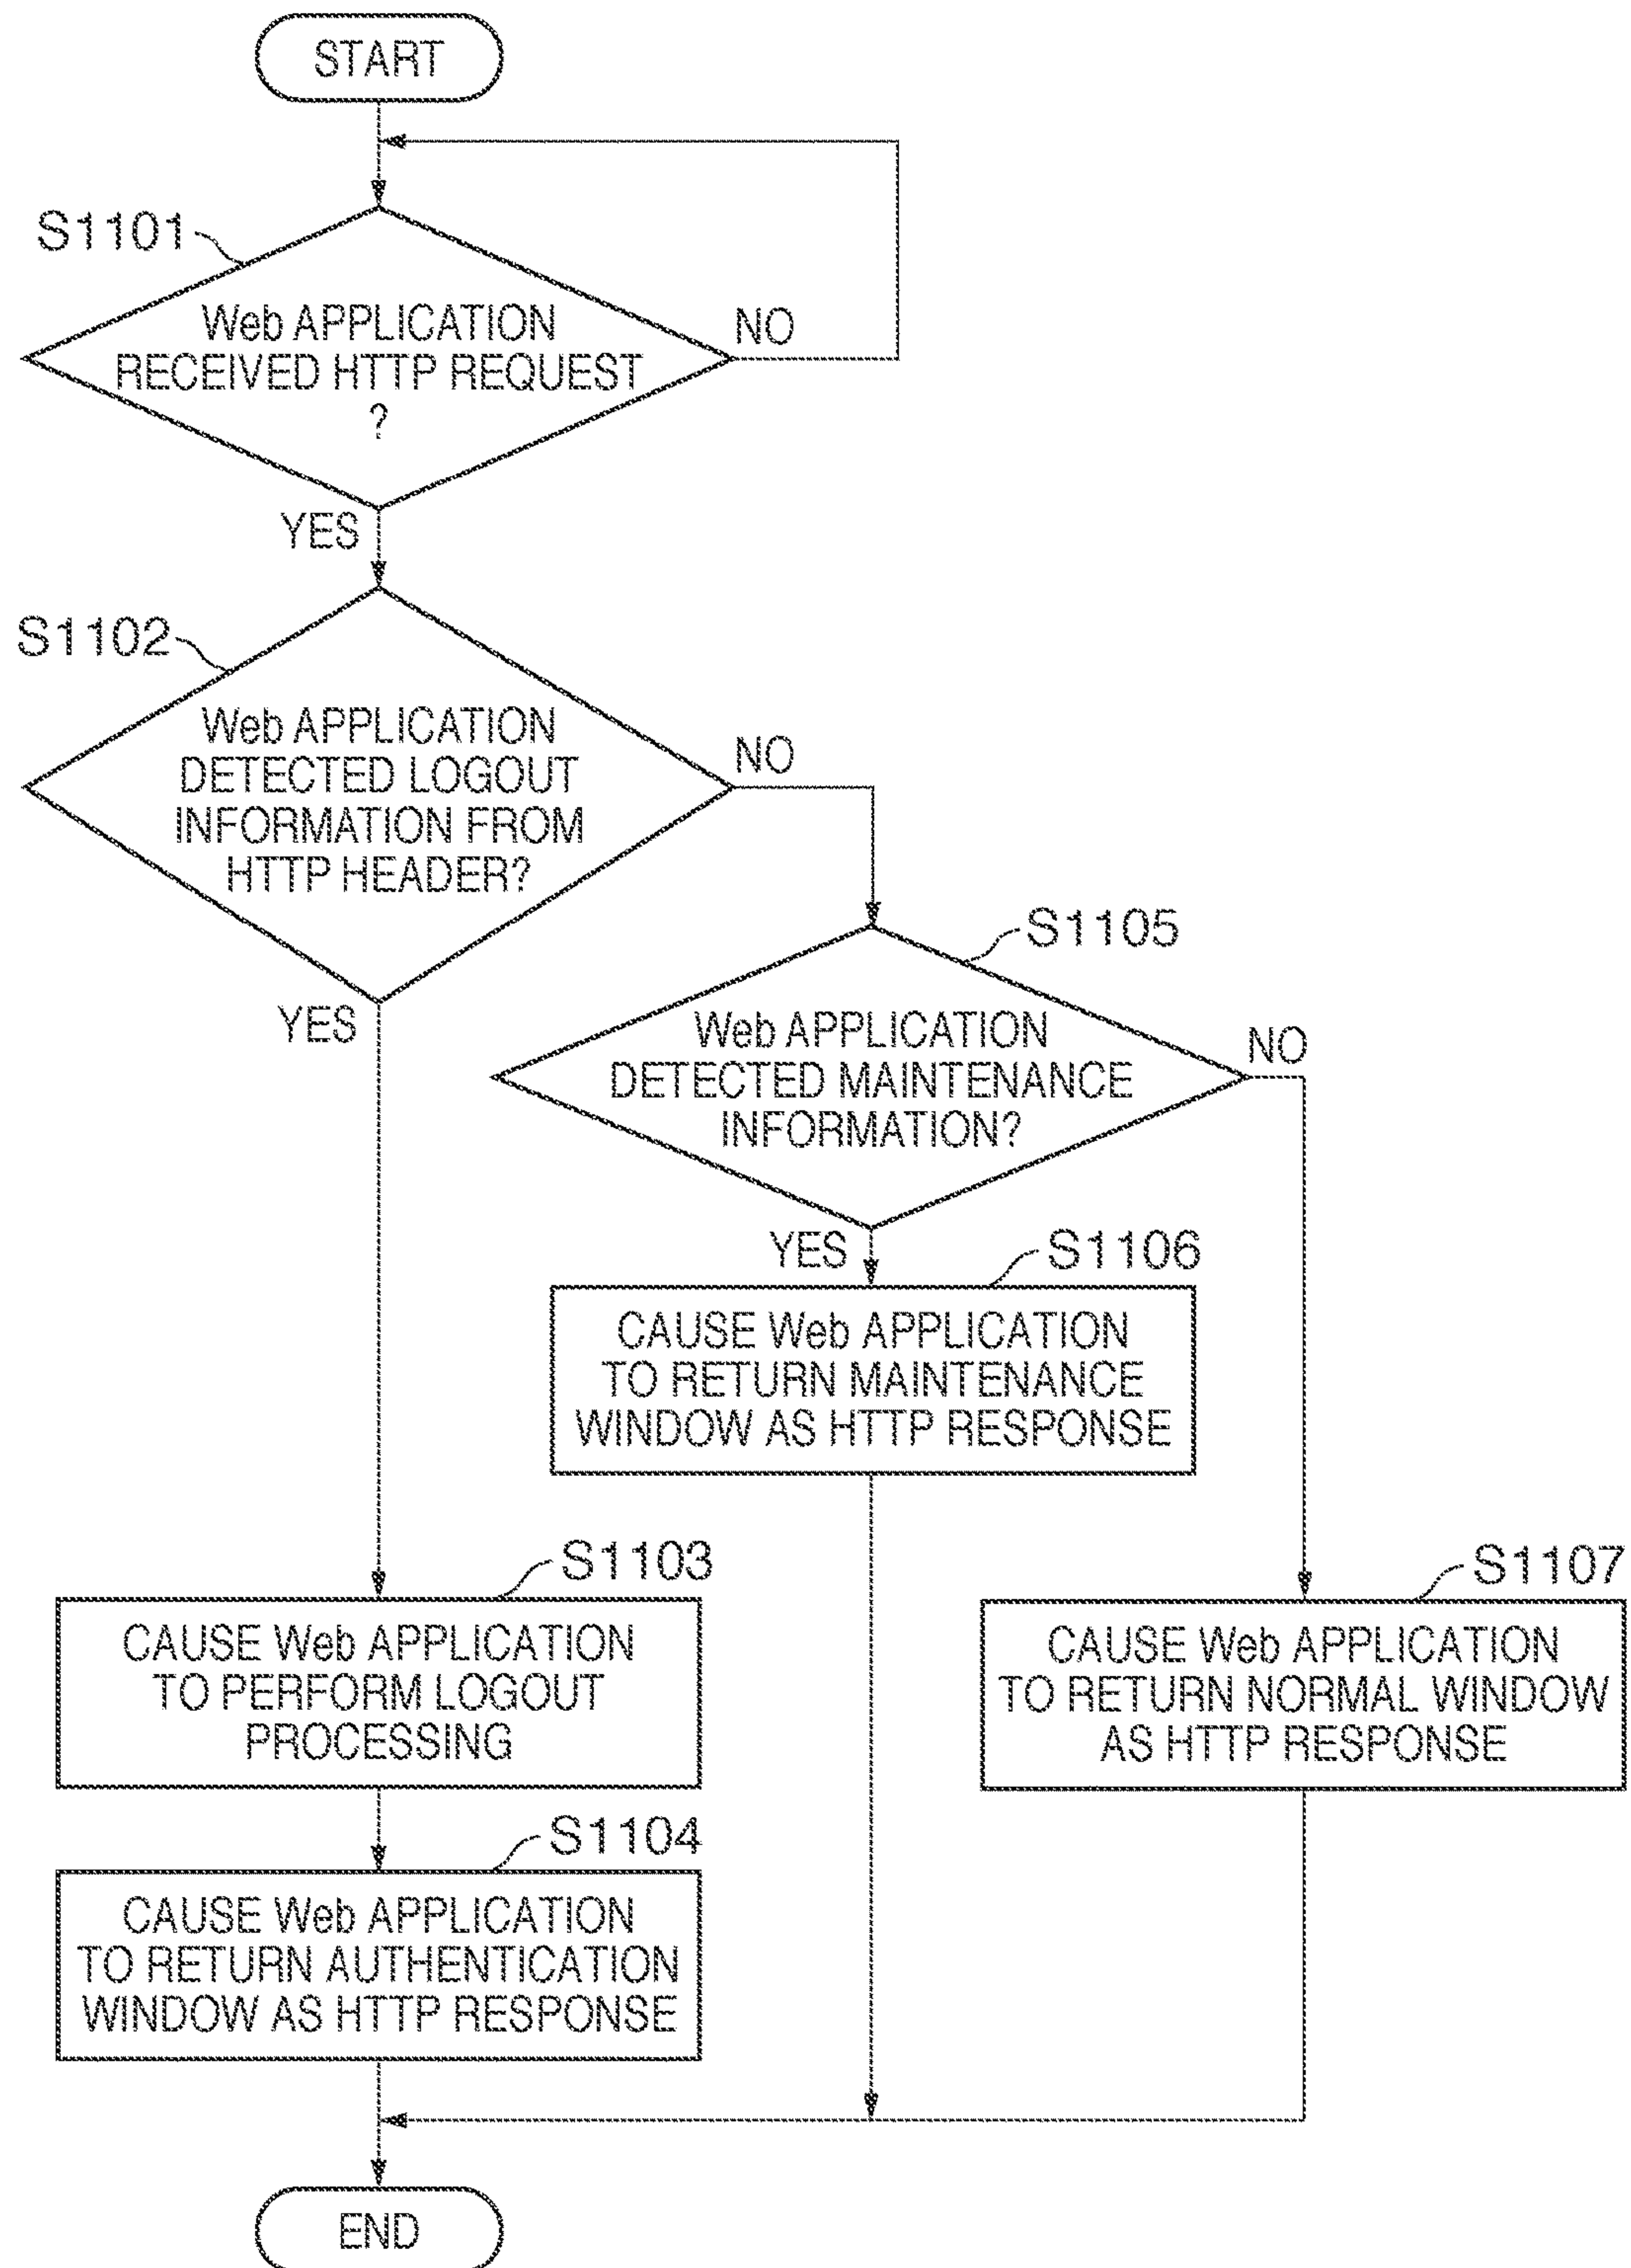 START
S1101
Web APPLICATION
RECEIVED HTTP REQUEST
?
NO
YES
S1102
Web APPLICATION
DETECTED LOGOUT
INFORMATION FROM
HTTP HEADER?
NO
YES
S1105
Web APPLICATION
DETECTED MAINTENANCE
INFORMATION?
NO
YES
S1106
CAUSE Web APPLICATION
TO RETURN MAINTENANCE
WINDOW AS HTTP RESPONSE
S1103
CAUSE Web APPLICATION
TO PERFORM LOGOUT
PROCESSING
S1107
CAUSE Web APPLICATION
TO RETURN NORMAL WINDOW
AS HTTP RESPONSE
S1104
CAUSE Web APPLICATION
TO RETURN AUTHENTICATION
WINDOW AS HTTP RESPONSE
END